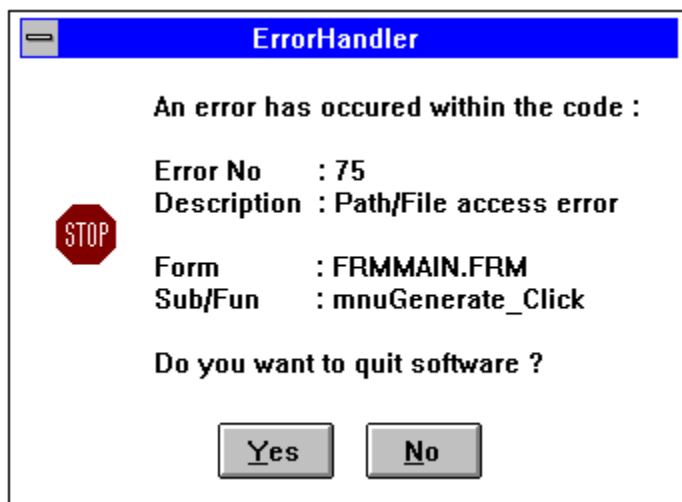 ErrorHandler
An error has occured within the code :
Error No : 75
Description : Path/File access error
STOP
Form : FRMMAIN.FRM
Sub/Fun : mnuGenerate_Click
Do you want to quit software ?
Yes No